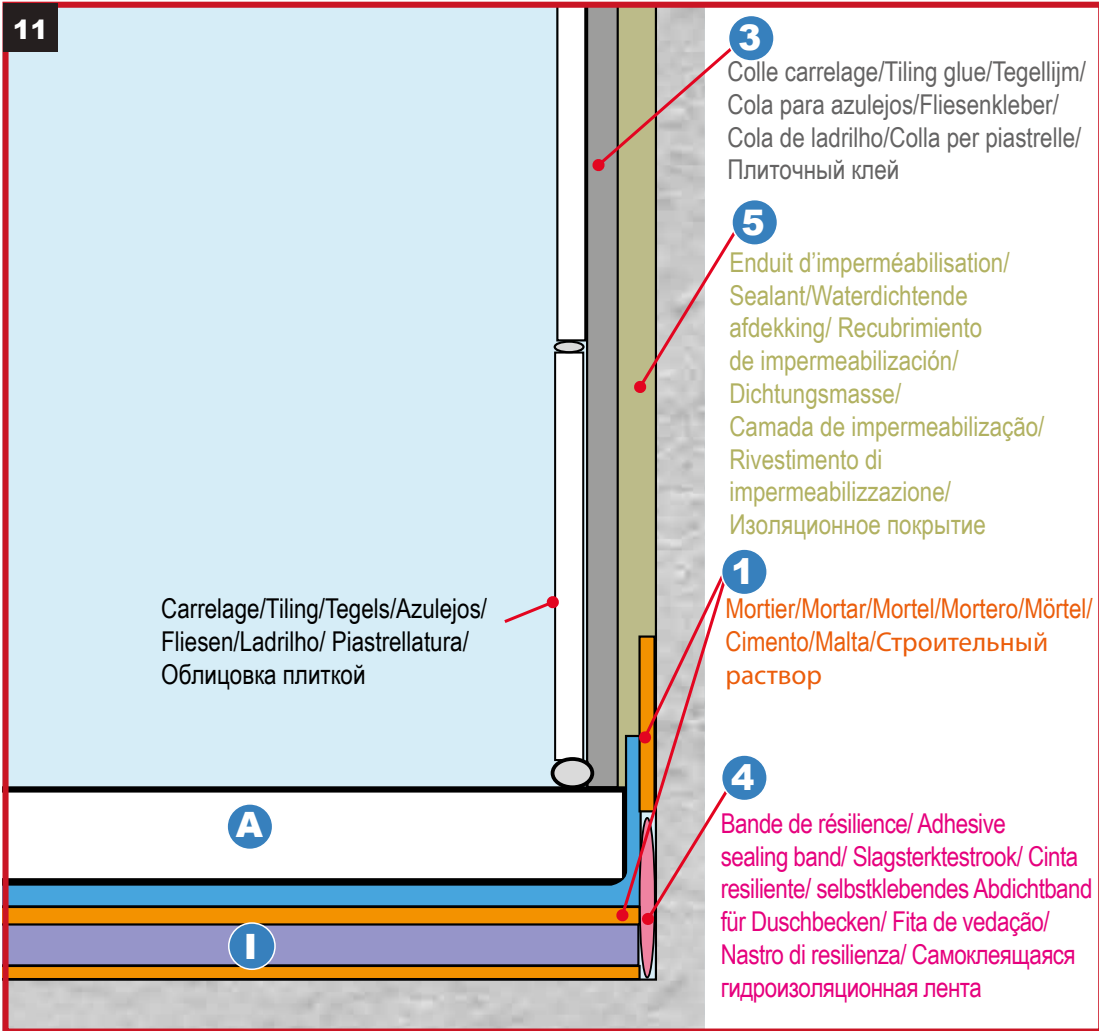 11
3
Colle carrelage/Tiling glue/Tegellijm/
Cola para azulejos/Fliesenkleber/
Cola de ladrilho/Colla per piastrelle/
Плиточный клей
5
Enduit d’imperméabilisation/
Sealant/Waterdichtende
afdekking/ Recubrimiento
de impermeabilización/
Dichtungsmasse/
Camada de impermeabilização/
Rivestimento di
impermeabilizzazione/
Изоляционное покрытие
1
Mortier/Mortar/Mortel/Mortero/Mörtel/
Cimento/Malta/Строительный
раствор
Carrelage/Tiling/Tegels/Azulejos/
Fliesen/Ladrilho/ Piastrellatura/
Облицовка плиткой
4
Bande de résilience/ Adhesive
sealing band/ Slagsterktestrook/ Cinta
resiliente/ selbstklebendes Abdichtband
für Duschbecken/ Fita de vedação/
Nastro di resilienza/ Самоклеящаяся
гидроизоляционная лента
A
I